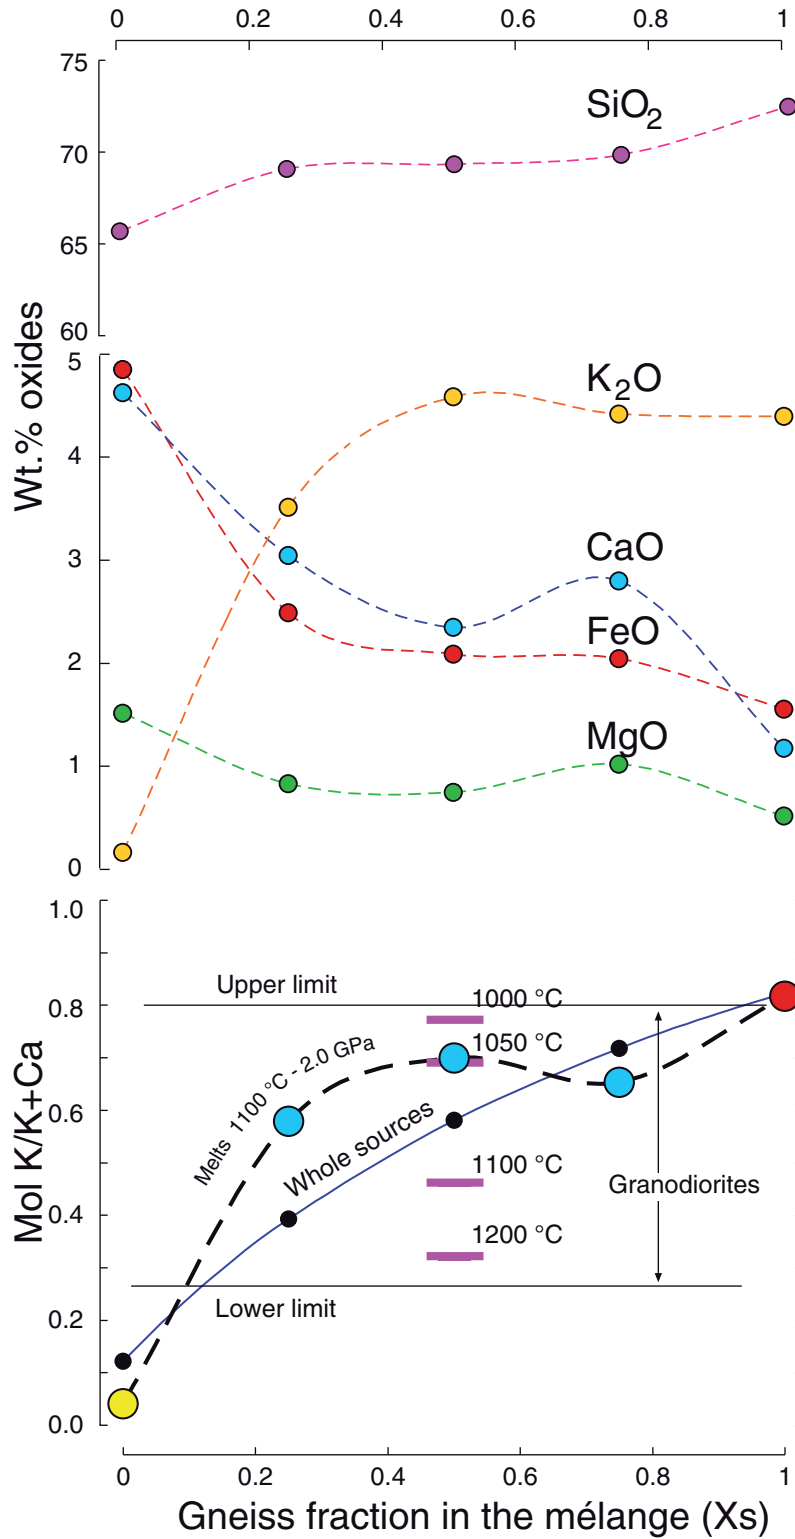 0 0.2 0.4 0.6 0.8 1
75
SiO2
70
65
60
Wt.% oxides
5
K2O
4
CaO
3
FeO
2
MgO
1
0
1.0
Upper limit
1000 °C
0.8
1050 °C
Melts 1100 °C - 2.0 GPa
0.6
Whole sources
1100 °C
Granodiorites
Mol K/K+Ca
0.4
1200 °C
Lower limit
0.2
0.0
0 0.2 0.4 0.6 0.8 1
Gneiss fraction in the mélange (Xs)